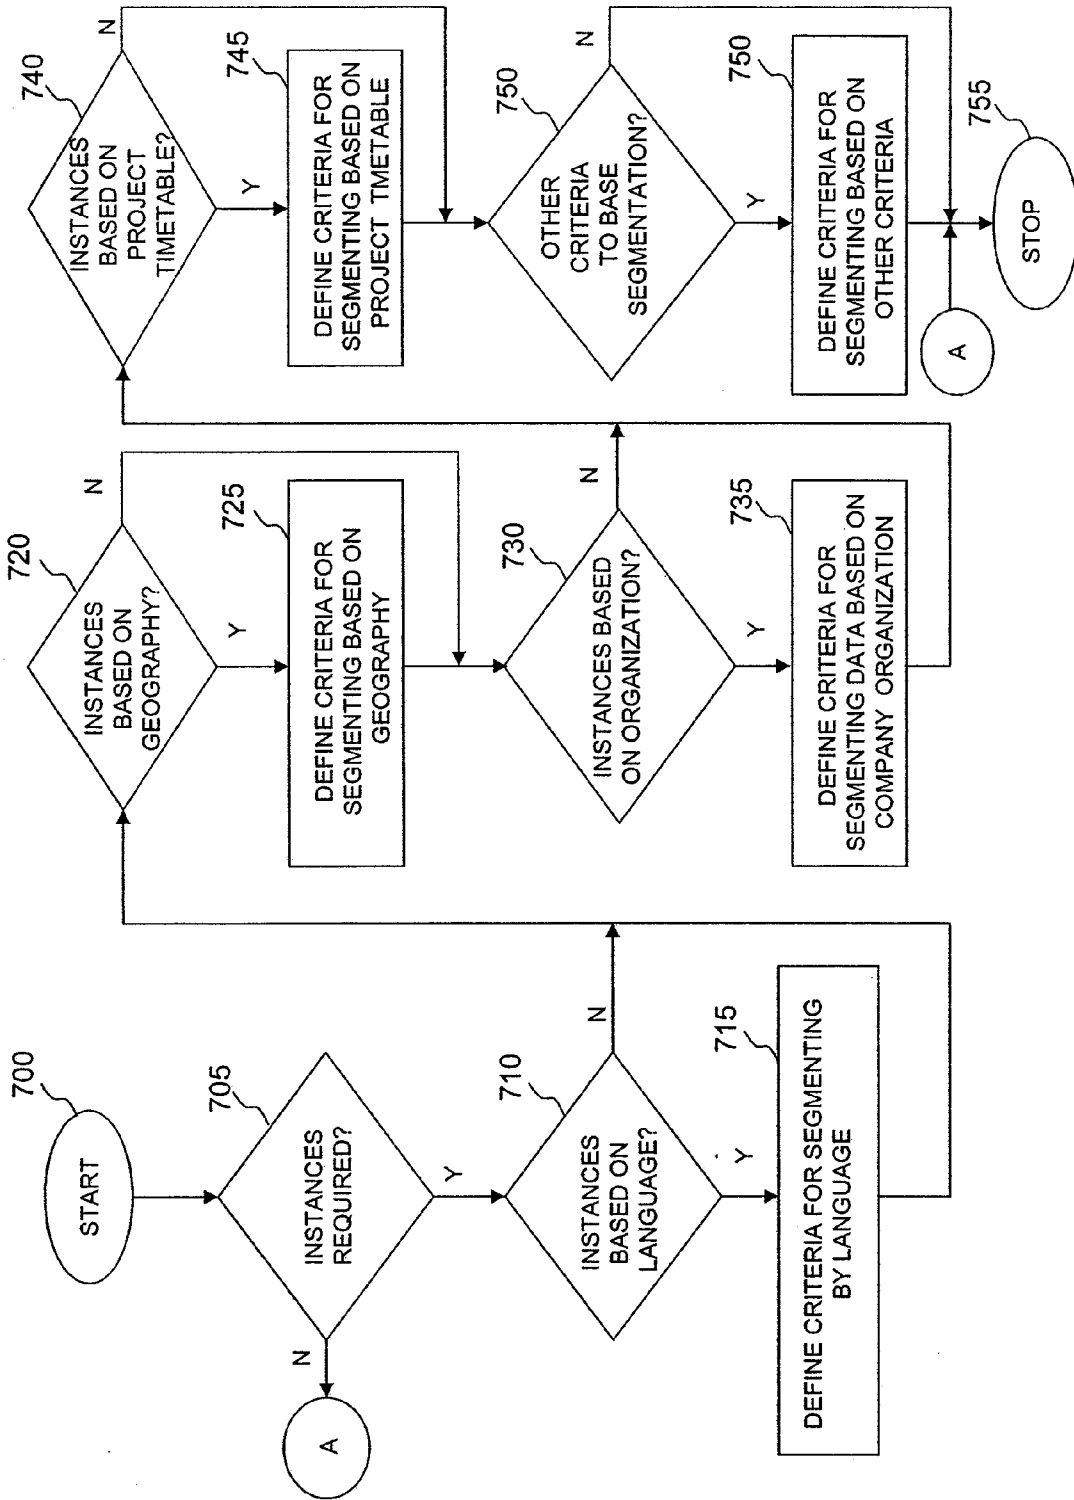 700
START
705
INSTANCES
REQUIRED?
N
A
Y
710
INSTANCES
BASED ON
LANGUAGE?
N
Y
715
DEFINE CRITERIA FOR SEGMENTING
BY LANGUAGE
720
INSTANCES
BASED ON
GEOGRAPHY?
N
Y
725
DEFINE CRITERIA FOR
SEGMENTING BASED ON
GEOGRAPHY
730
INSTANCES BASED
ON ORGANIZATION?
N
Y
735
DEFINE CRITERIA FOR
SEGMENTING DATA BASED ON
COMPANY ORGANIZATION
740
INSTANCES
BASED ON
PROJECT
TIMETABLE?
N
Y
745
DEFINE CRITERIA FOR
SEGMENTING BASED ON
PROJECT TMETABLE
750
OTHER
CRITERIA
TO BASE
SEGMENTATION?
N
Y
750
DEFINE CRITERIA FOR
SEGMENTING BASED ON
OTHER CRITERIA
A
755
STOP